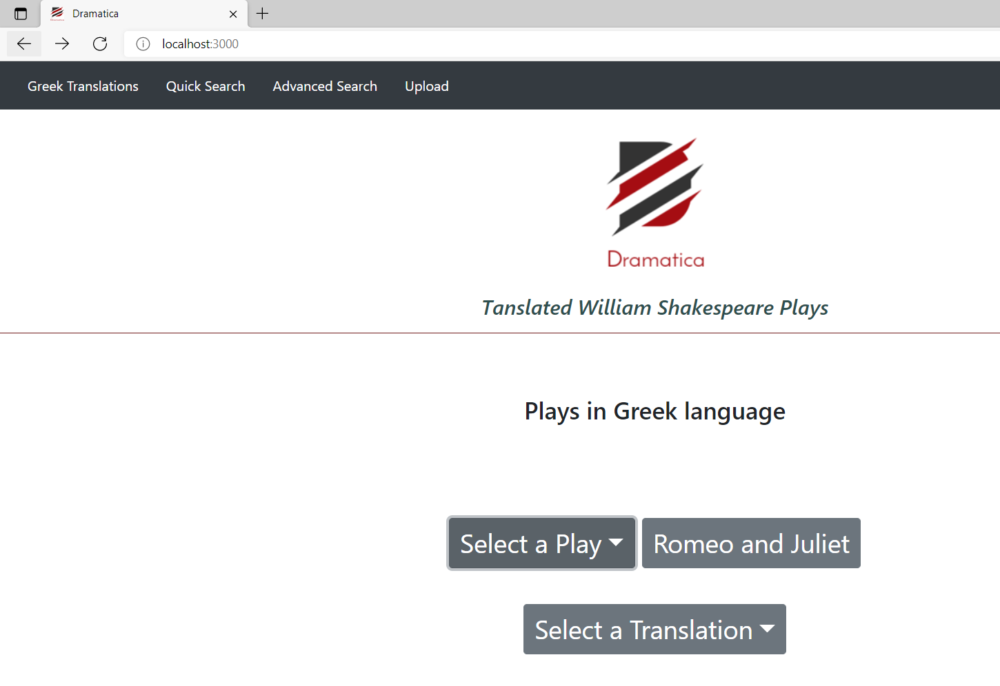 Dramatica
localhost:3000
Greek Translations Quick Search Advanced Search Upload
Dramatica
Tanslated William Shakespeare Plays
Plays in Greek language
Select a Play Romeo and Juliet
Select a Translation